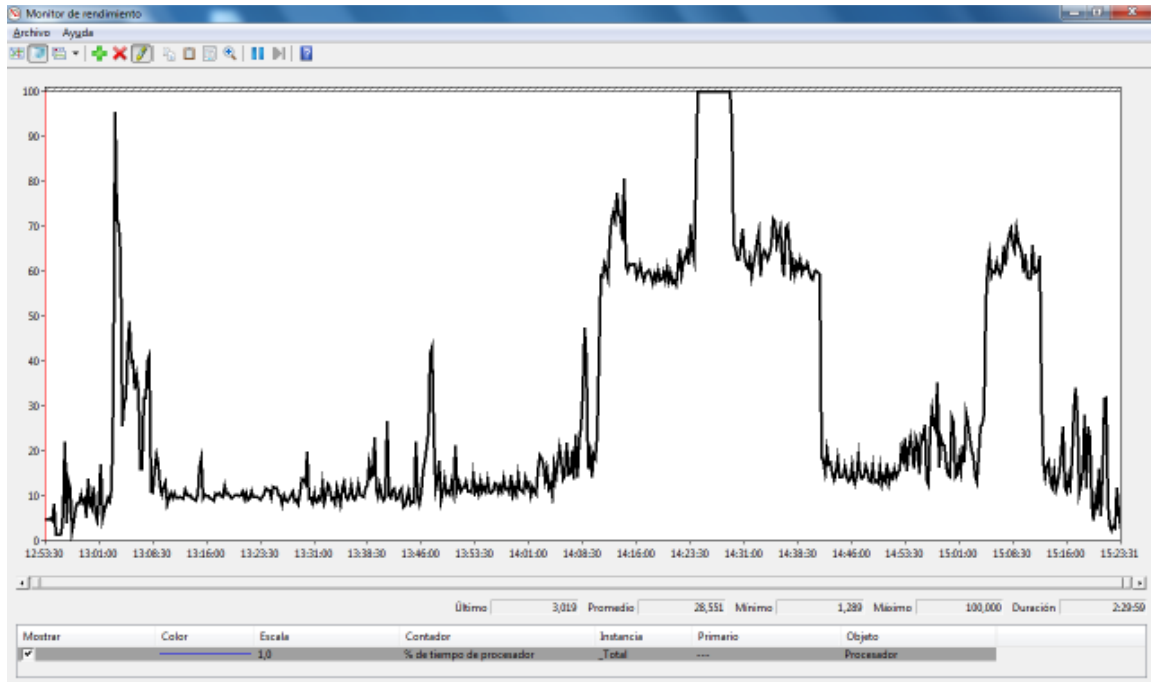 Monitor de rendimiento
Archivo Ayuda
100
90
80
70
60
50
40
30
20
10
0
12:53:30 13:01:00 13:08:30 13:16:00 13:23:30 13:31:00 13:38:30 13:46:00 13:53:30 14:01:00 14:08:30 14:16:00 14:23:30 14:31:00 14:38:30 14:46:00 14:53:30 15:01:00 15:08:30 15:16:00 15:23:31
Último 3,019 Promedio 28,551 Mínimo 1,289 Máximo 100,000 Duración 2:29:59
Mostrar Color Escala Contador Instancia Primario Objeto
1,0 % de tiempo de procesador _Total --- Procesador